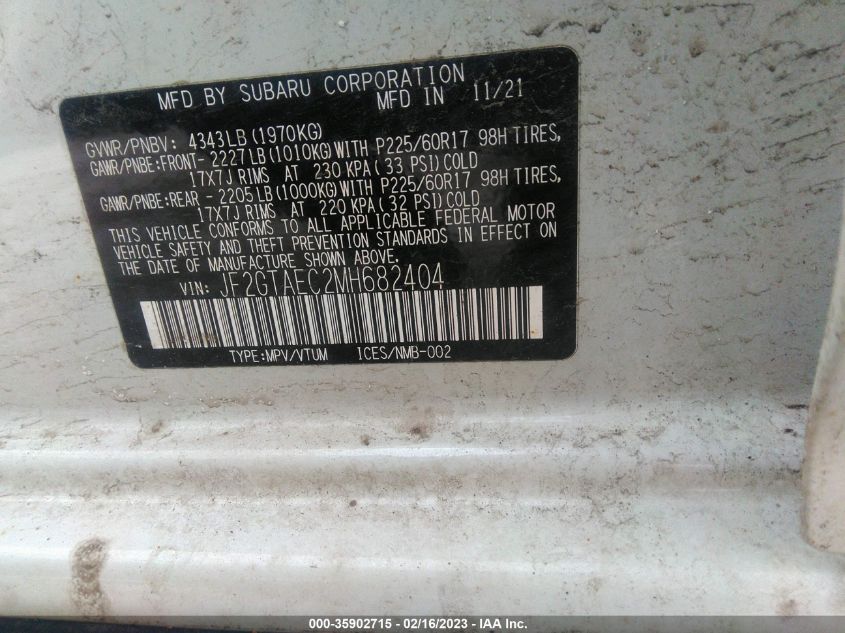 MFD BY SUBARU CORPORATION
MFD IN 11/21
GVWR/PNBV: 4343LB (1970KG)
GAWR/PNBE:FRONT- 2227LB (1010KG) WITH P225/60R17 98H TIRES,
17X7J RIMS AT 230 KPA ( 33 PSI) COLD
GAWR/PNBE:REAR - 2205LB (1000KG) WITH P225/60R17 98H TIRES,
17X7J RIMS AT 220 KPA ( 32 PSI) COLD
THIS VEHICLE CONFORMS TO ALL APPLICABLE FEDERAL MOTOR
VEHICLE SAFETY AND THEFT PREVENTION STANDARDS IN EFFECT ON
THE DATE OF MANUFACTURE SHOWN ABOVE.
VIN: JF2GTAEC2MH682404
TYPE:MPV/VTUM ICES/NMB-002
000-35902715 - 02/16/2023 - IAA Inc.